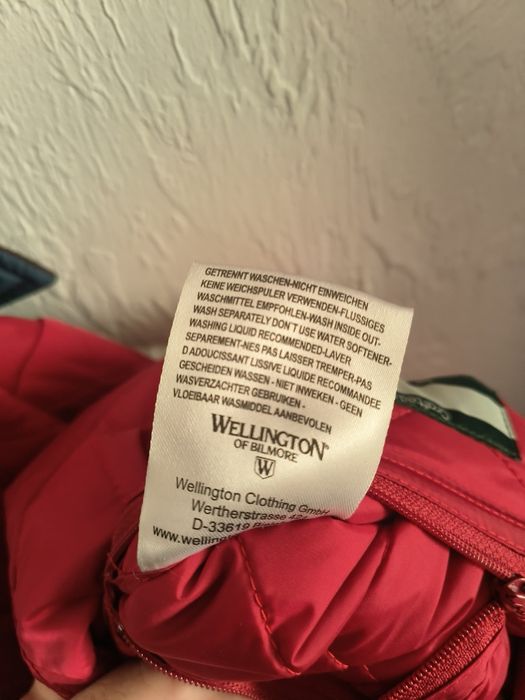 GETRENNT WASCHEN-NICHT EINWEICHEN
KEINE WEICHSPULER VERWENDEN-FLUSSIGES
WASCHMITTEL EMPFOHLEN-WASH INSIDE OUT-
WASH SEPARATELY DON'T USE WATER SOFTENER-
WASHING LIQUID RECOMMENDED-LAVER
SEPAREMENT-NES PAS LAISSER TREMPER-PAS
D ADOUCISSANT LISSIVE LIQUIDE RECOMMANDEE
GESCHEIDEN WASSEN - NIET INWEKEN - GEEN
WASVERZACHTER GEBRUIKEN -
VLOEIBAAR WASMIDDEL AANBEVOLEN
WELLINGTON
OF BILMORE
W
Wellington Clothing GmbH
Wertherstrasse
D-33619